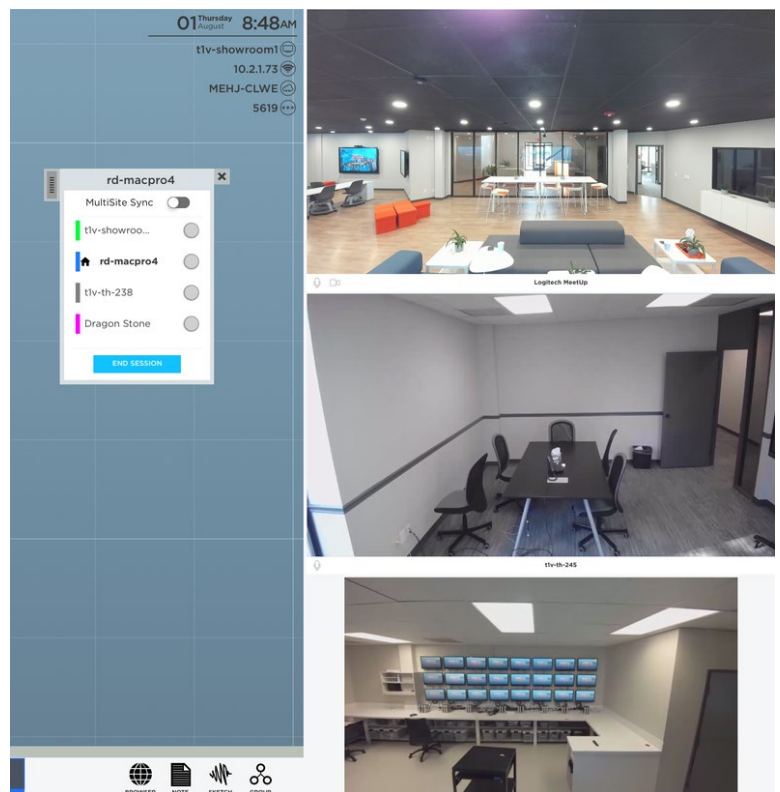 01 Thursday August 8:48AM
t1v-showroom1
10.2.1.73
MEHJ-CLWE
5619
rd-macpro4
MultiSite Sync
t1v-showroo...
rd-macpro4
t1v-th-238
Dragon Stone
END SESSION
Logitech MeetUp
t1v-th-245
BROWSER NOTE SKETCH GROUP